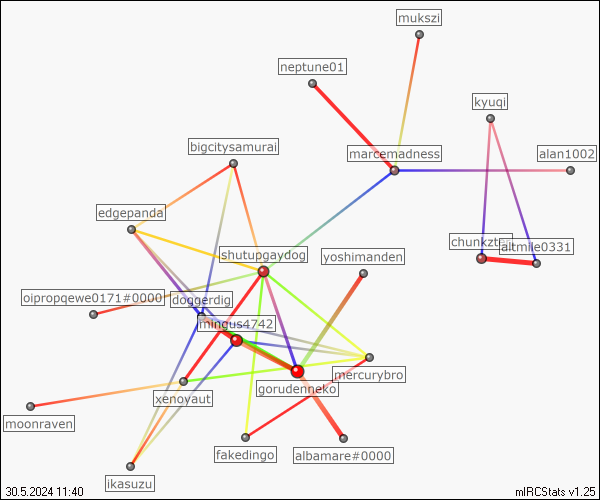 mukszi
neptune01
kyuqi
bigcitysamurai
marcemadness
alan1002
edgepanda
chunkzt
altmile0331
shutupgaydog
yoshimanden
oipropqewe0171#0000
doggerdig
mingus4742
mercurybro
gorudenneko
xenoyaut
moonraven
fakedingo
albamare#0000
ikasuzu
30.5.2024 11:40
mIRCStats v1.25